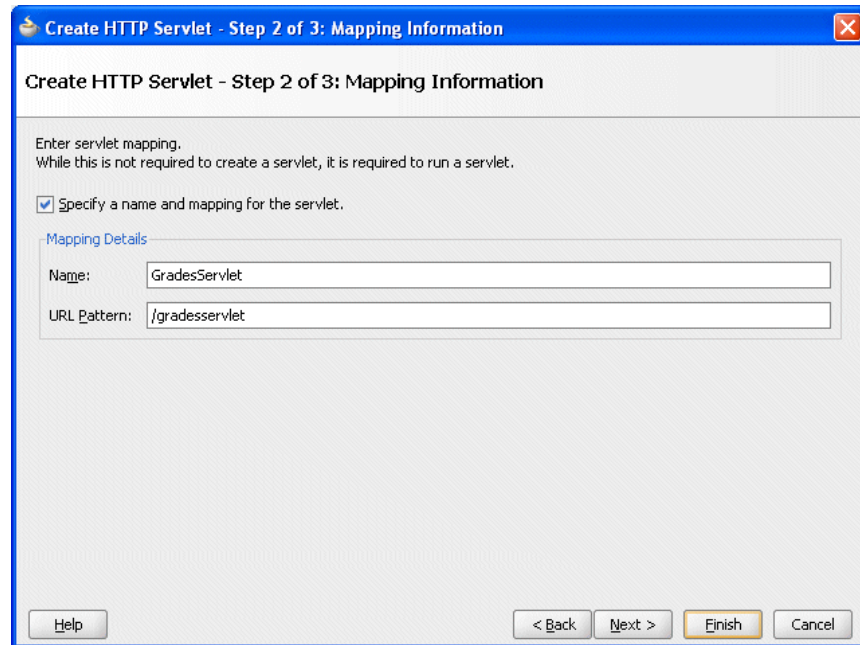 Create HTTP Servlet - Step 2 of 3: Mapping Information
Create HTTP Servlet - Step 2 of 3: Mapping Information
Enter servlet mapping.
While this is not required to create a servlet, it is required to run a servlet.
Specify a name and mapping for the servlet.
Mapping Details
Name: GradesServlet
URL Pattern: /gradesservlet
Help < Back Next > Finish Cancel